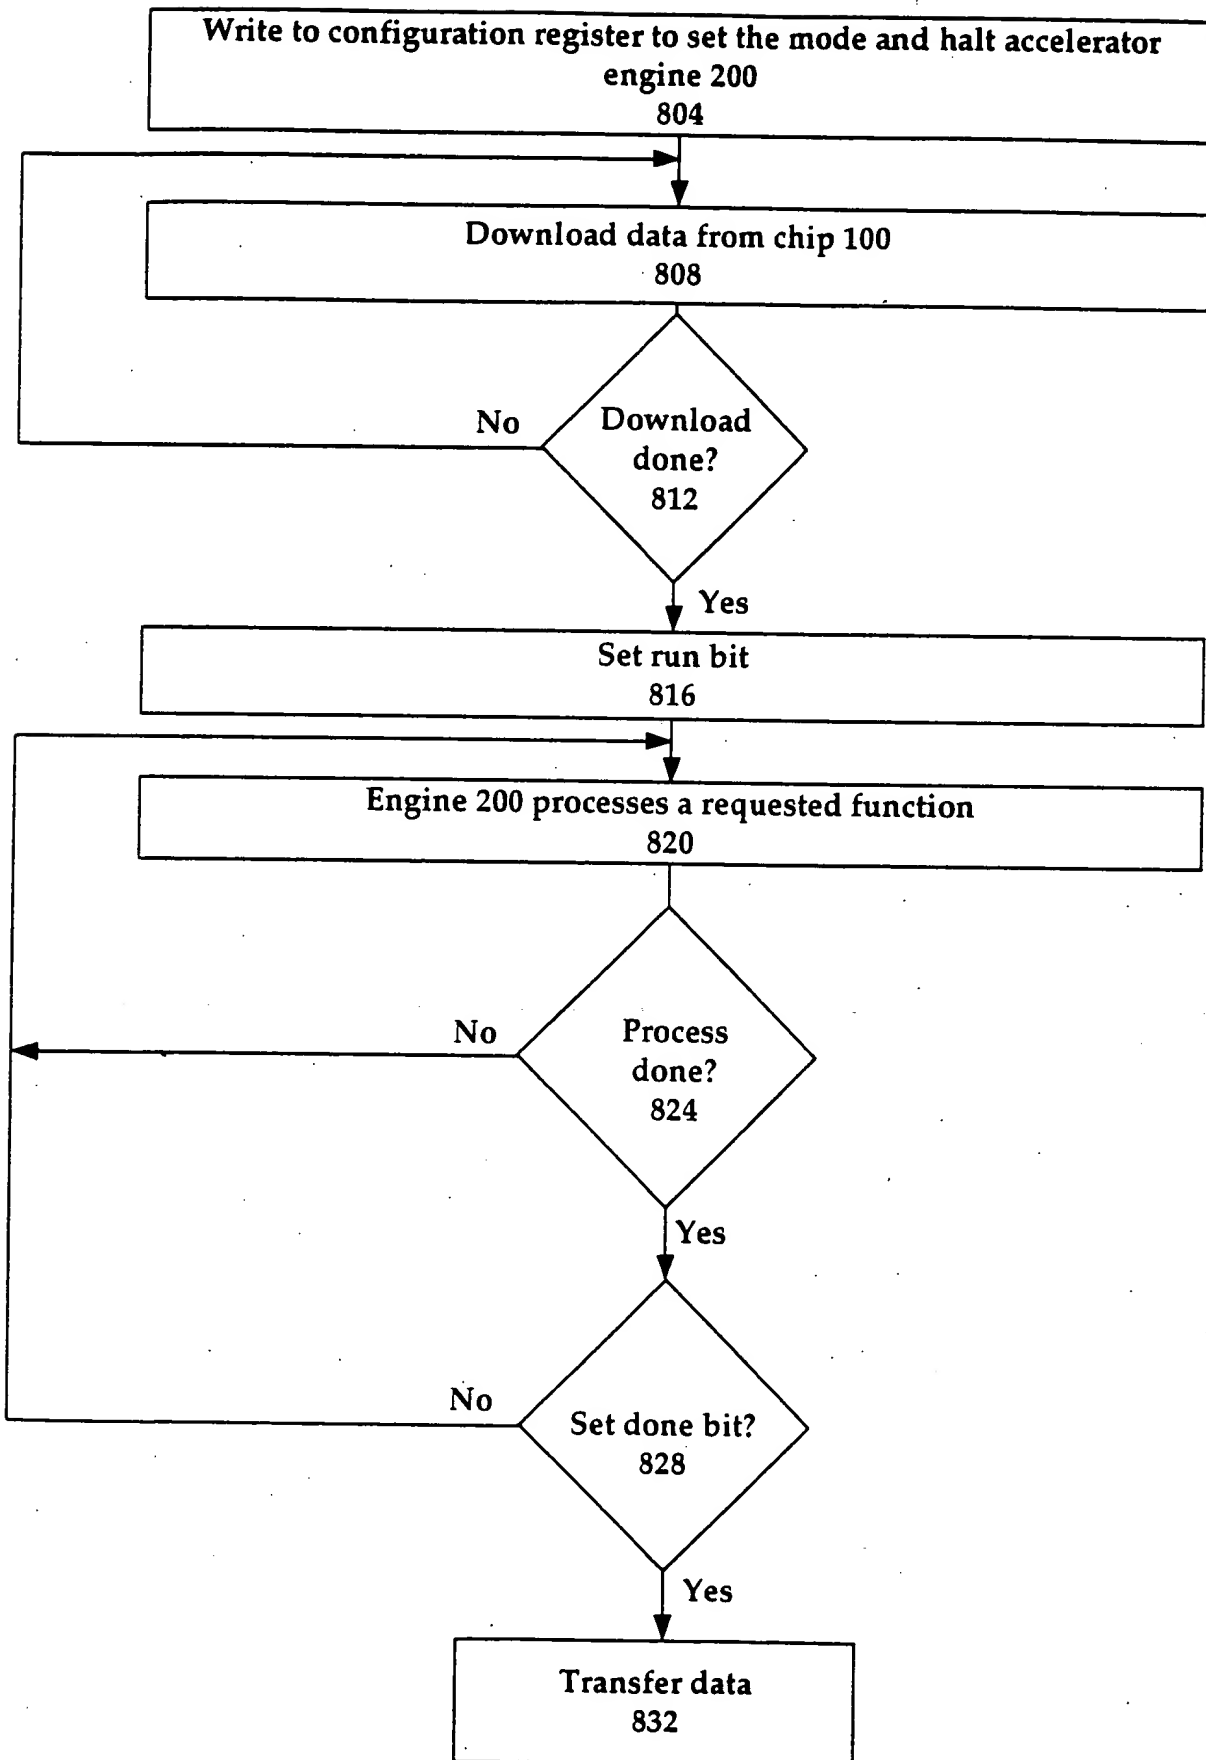 Write to configuration register to set the mode and halt accelerator
engine 200
804
Download data from chip 100
808
No
Download
done?
812
Yes
Set run bit
816
Engine 200 processes a requested function
820
No
Process
done?
824
Yes
No
Set done bit?
828
Yes
Transfer data
832